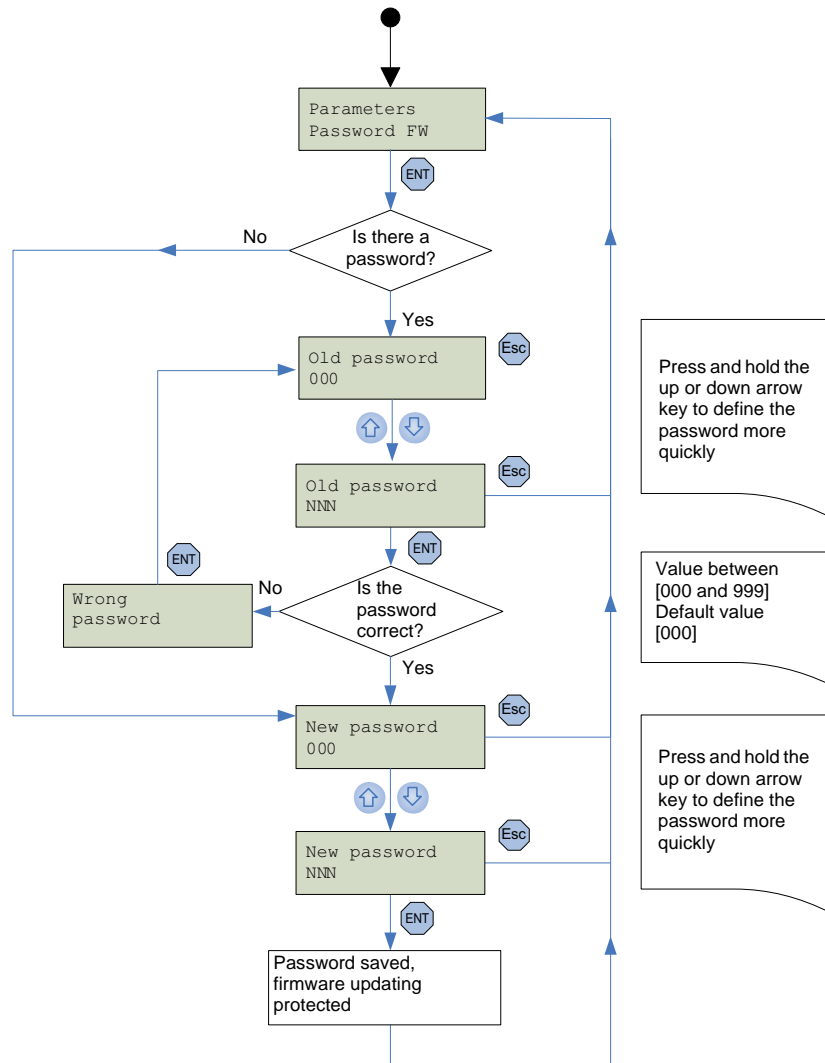 Parameters
Password FW
ENT
No
Is there a
password?
Yes
Old password
000
Esc
Press and hold the
up or down arrow
key to define the
password more
quickly
Old password
NNN
Esc
ENT
ENT
Wrong
password
No
Is the
password
correct?
Value between
[000 and 999]
Default value
[000]
Yes
New password
000
Esc
Press and hold the
up or down arrow
key to define the
password more
quickly
New password
NNN
Esc
ENT
Password saved,
firmware updating
protected